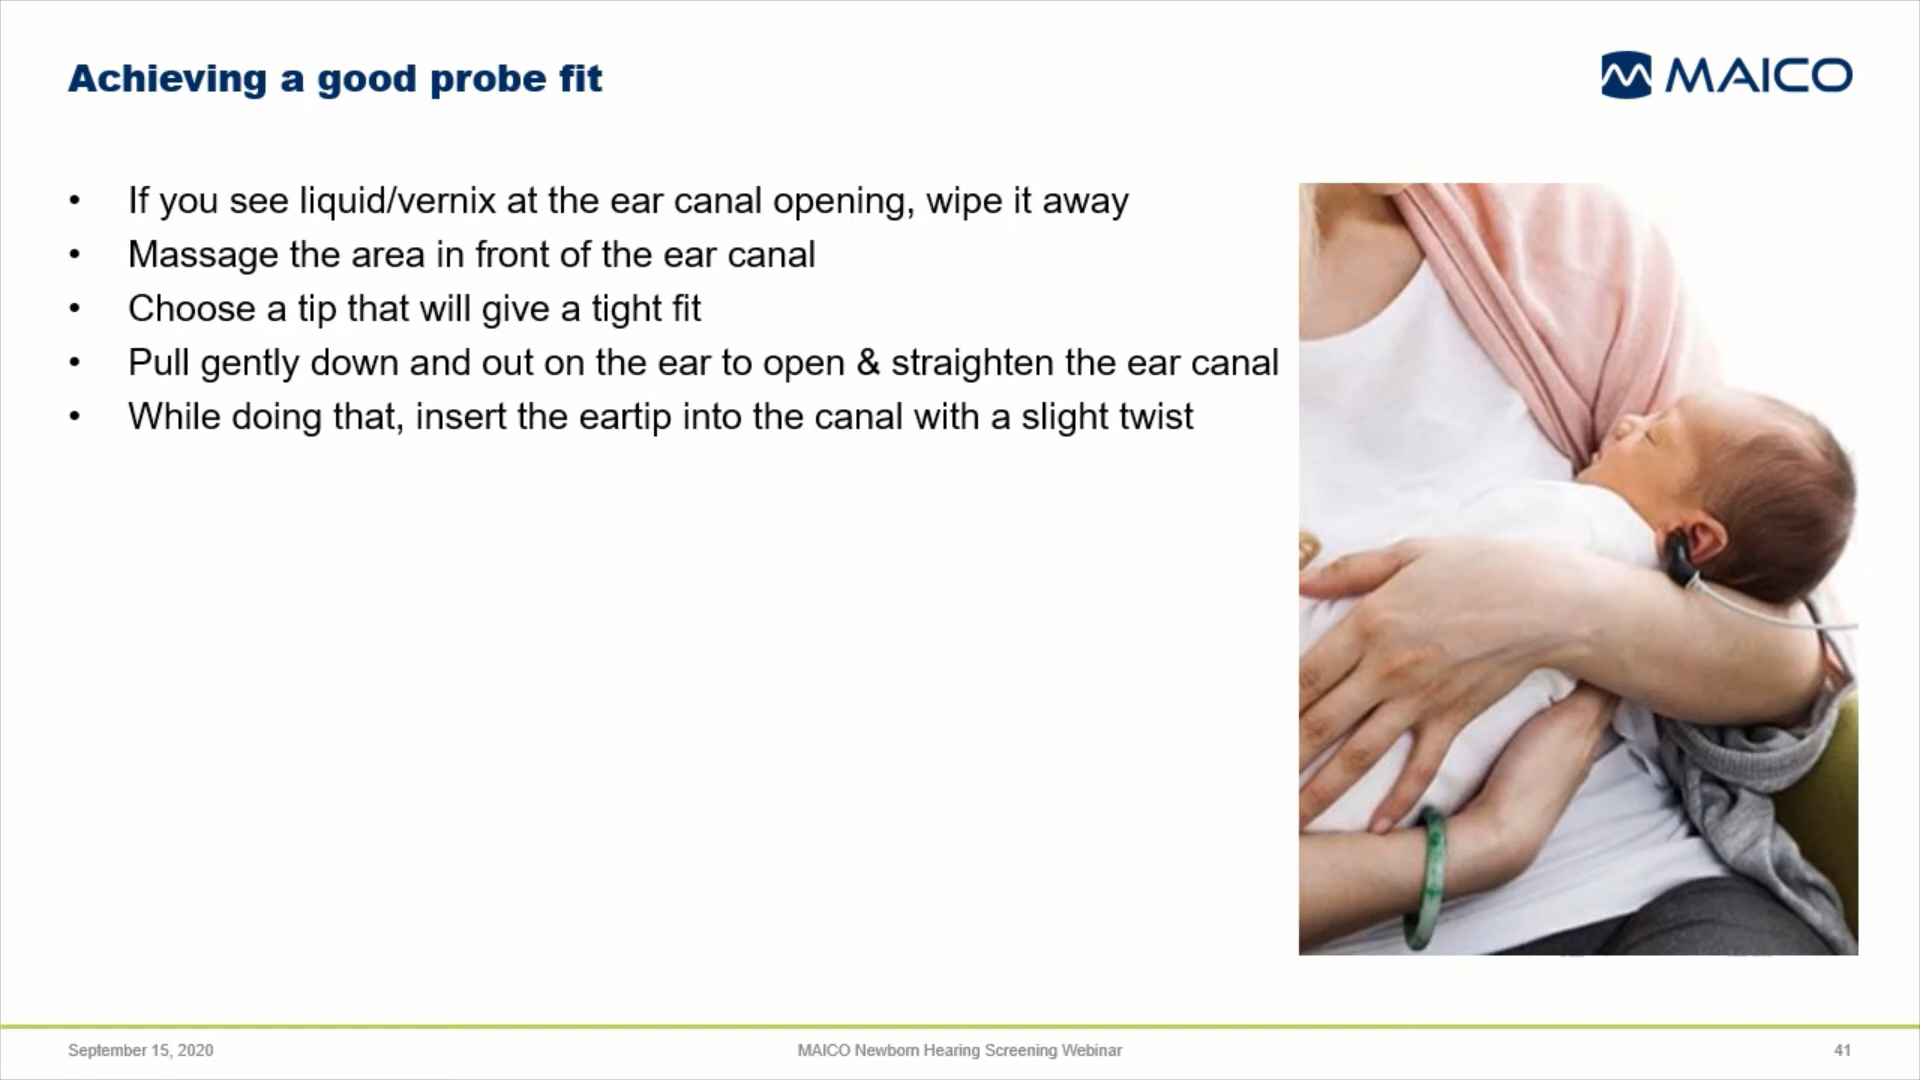 Achieving a good probe fit
MAICO
• If you see liquid/vernix at the ear canal opening, wipe it away
• Massage the area in front of the ear canal
• Choose a tip that will give a tight fit
• Pull gently down and out on the ear to open & straighten the ear canal
• While doing that, insert the eartip into the canal with a slight twist
September 15, 2020
MAICO Newborn Hearing Screening Webinar
41